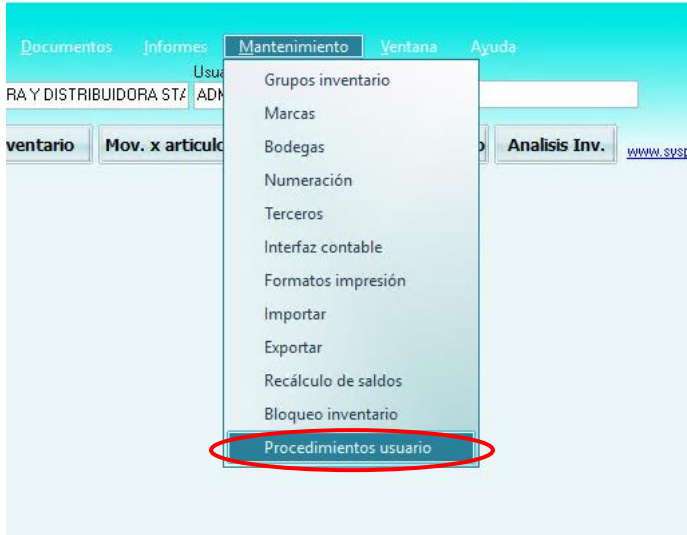 Documentos Informes Mantenimiento Ventana Ayuda
RA Y DISTRIBUIDORA STA
ventario Mov. x articulo Analisis Inv.
Grupos inventario
Marcas
Bodegas
Numeración
Terceros
Interfaz contable
Formatos impresión
Importar
Exportar
Recálculo de saldos
Bloqueo inventario
Procedimientos usuario